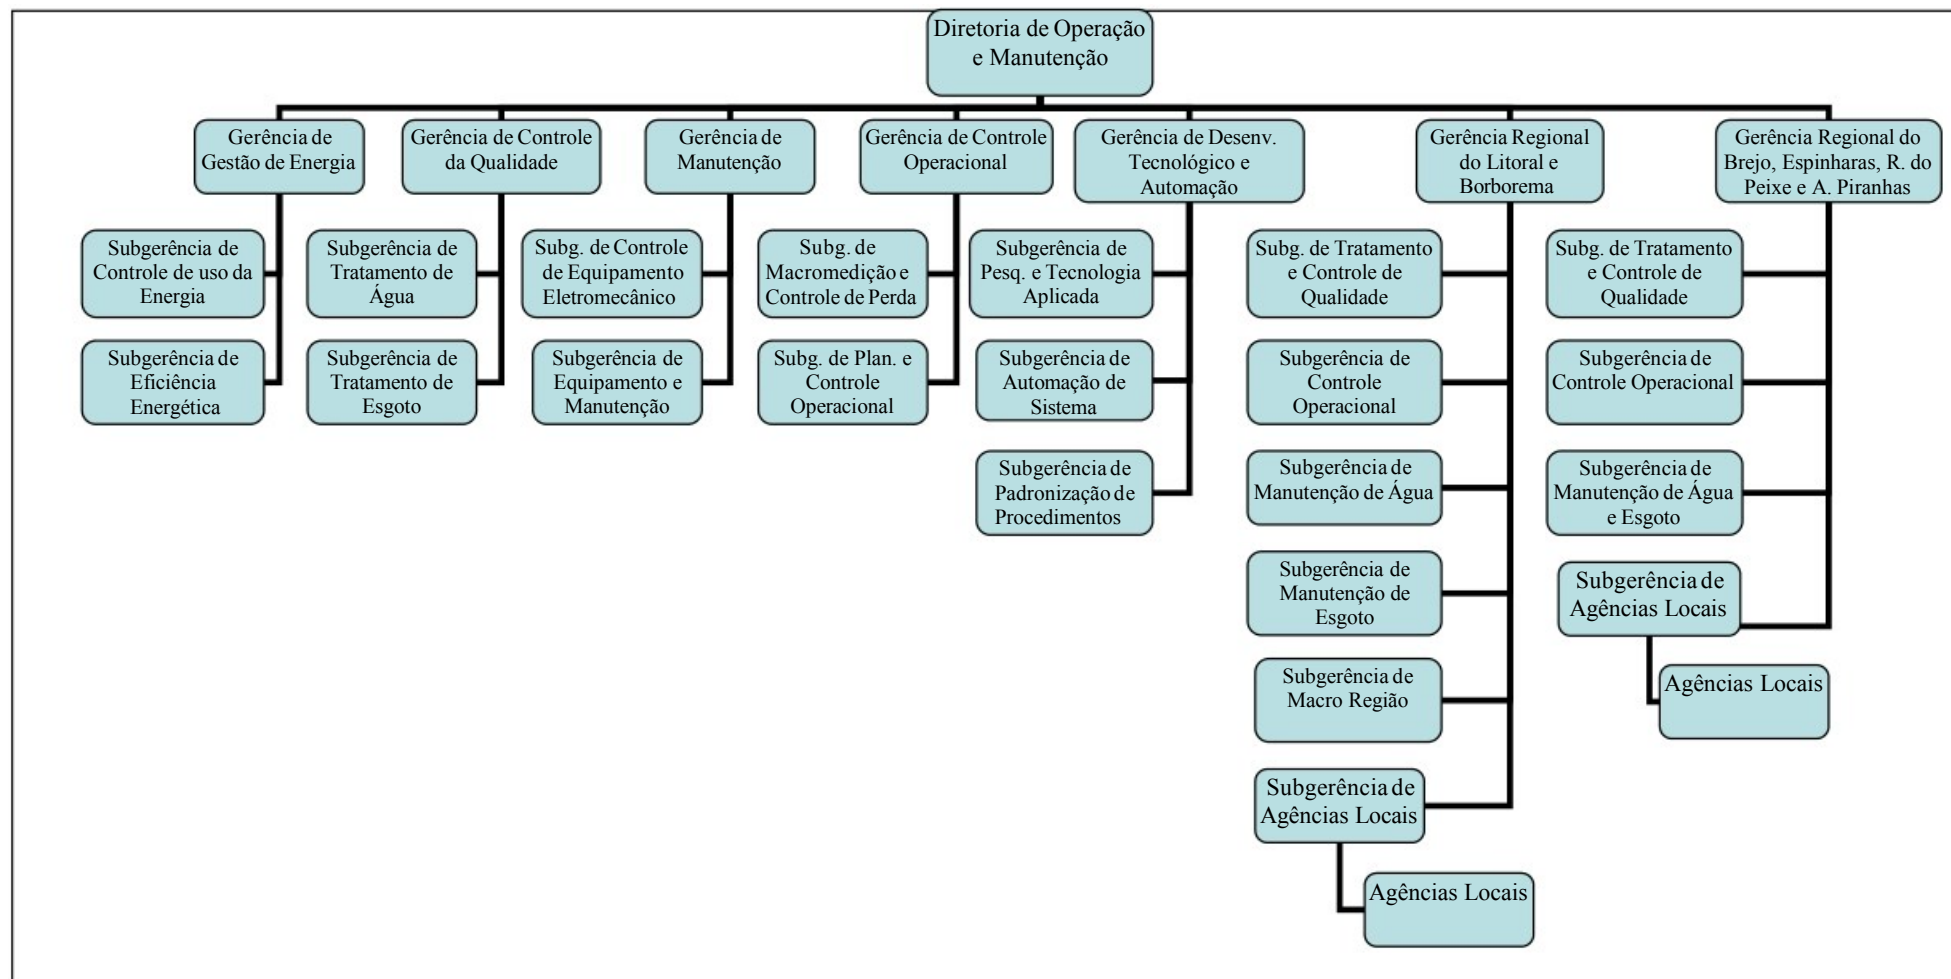 Diretoria de Operação
e Manutenção
Gerência de
Gestão de Energia
Gerência de Controle
da Qualidade
Gerência de
Manutenção
Gerência de Controle
Operacional
Gerência de Desenv.
Tecnológico e
Automação
Gerência Regional
do Litoral e
Borborema
Gerência Regional do
Brejo, Espinharas, R. do
Peixe e A. Piranhas
Subgerência de
Controle de uso da
Energia
Subgerência de
Tratamento de
Água
Subg. de Controle
de Equipamento
Eletromecânico
Subg. de
Macromedição e
Controle de Perda
Subgerência de
Pesq. e Tecnologia
Aplicada
Subg. de Tratamento
e Controle de
Qualidade
Subg. de Tratamento
e Controle de
Qualidade
Subgerência de
Eficiência
Energética
Subgerência de
Tratamento de
Esgoto
Subgerência de
Equipamento e
Manutenção
Subg. de Plan. e
Controle
Operacional
Subgerência de
Automação de
Sistema
Subgerência de
Controle
Operacional
Subgerência de
Controle Operacional
Subgerência de
Padronização de
Procedimentos
Subgerência de
Manutenção de Água
Subgerência de
Manutenção de Água
e Esgoto
Subgerência de
Manutenção de
Esgoto
Subgerência de
Agências Locais
Subgerência de
Macro Região
Agências Locais
Subgerência de
Agências Locais
Agências Locais